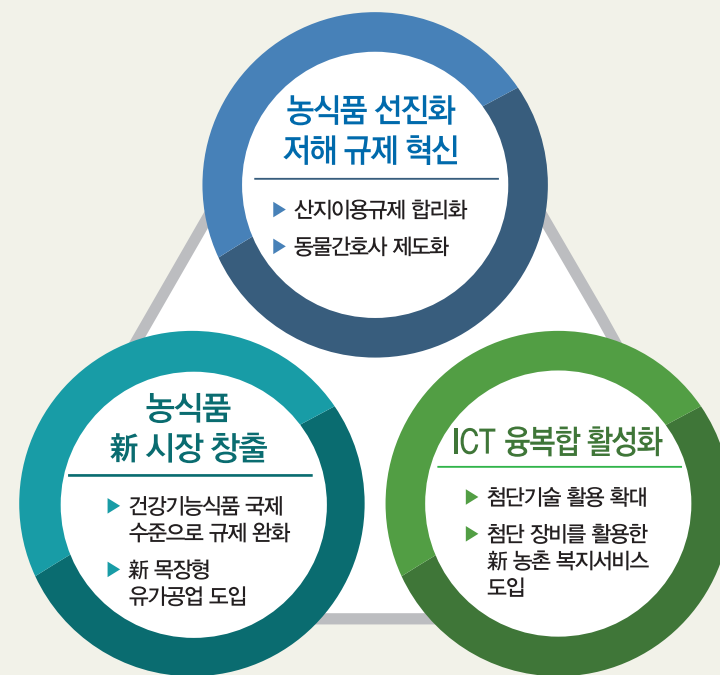 농식품 선진화
저해 규제 혁신
▶ 산지이용규제 합리화
▶ 동물간호사 제도화
농식품
新 시장 창출
▶ 건강기능식품 국제
수준으로 규제 완화
▶ 新 목장형
유가공업 도입
ICT 융복합 활성화
▶ 첨단기술 활용 확대
▶ 첨단 장비를 활용한
新 농촌 복지서비스
도입